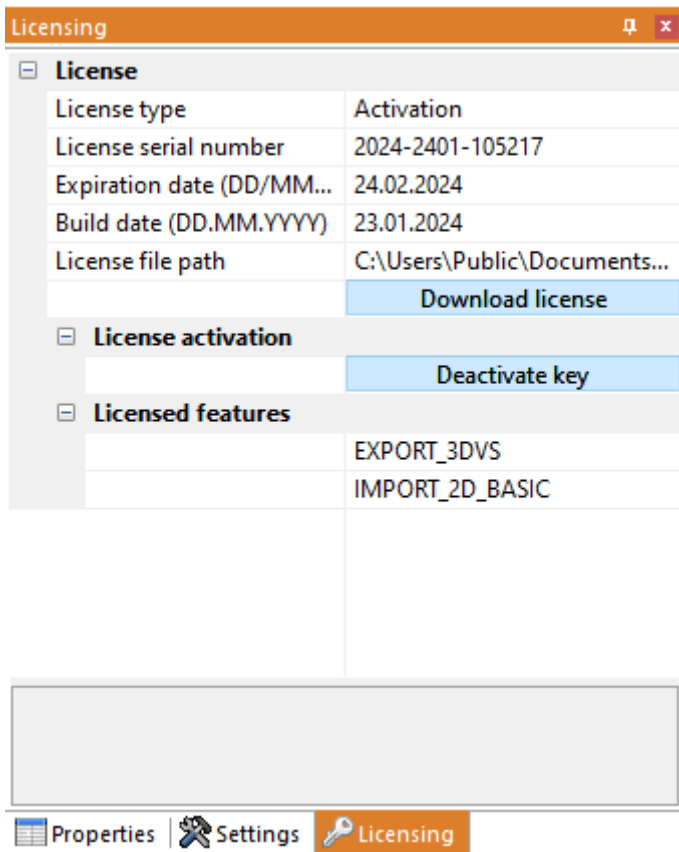 Licensing
License
License type Activation
License serial number 2024-2401-105217
Expiration date (DD/MM... 24.02.2024
Build date (DD.MM.YYYY) 23.01.2024
License file path C:\Users\Public\Documents...
Download license
License activation
Deactivate key
Licensed features
EXPORT_3DVS
IMPORT_2D_BASIC
Properties Settings Licensing